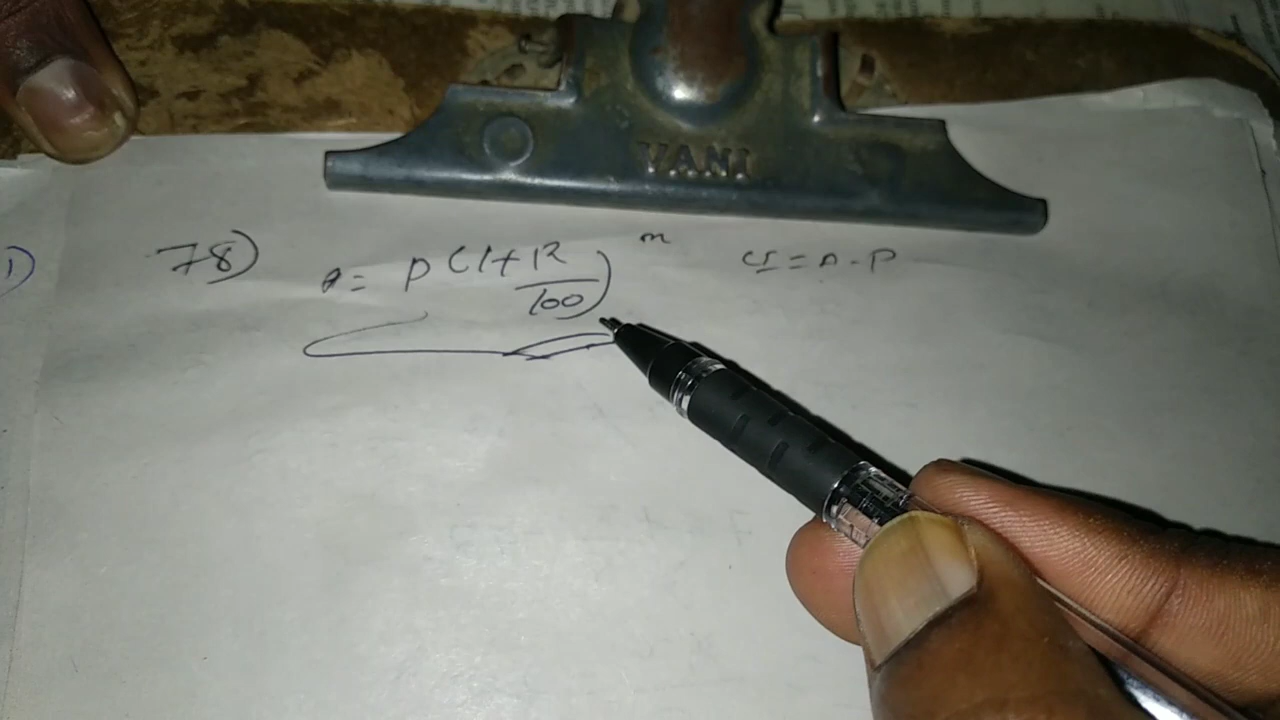 VANI
1)
78) A = P(1+R/100)^n CI = A - P